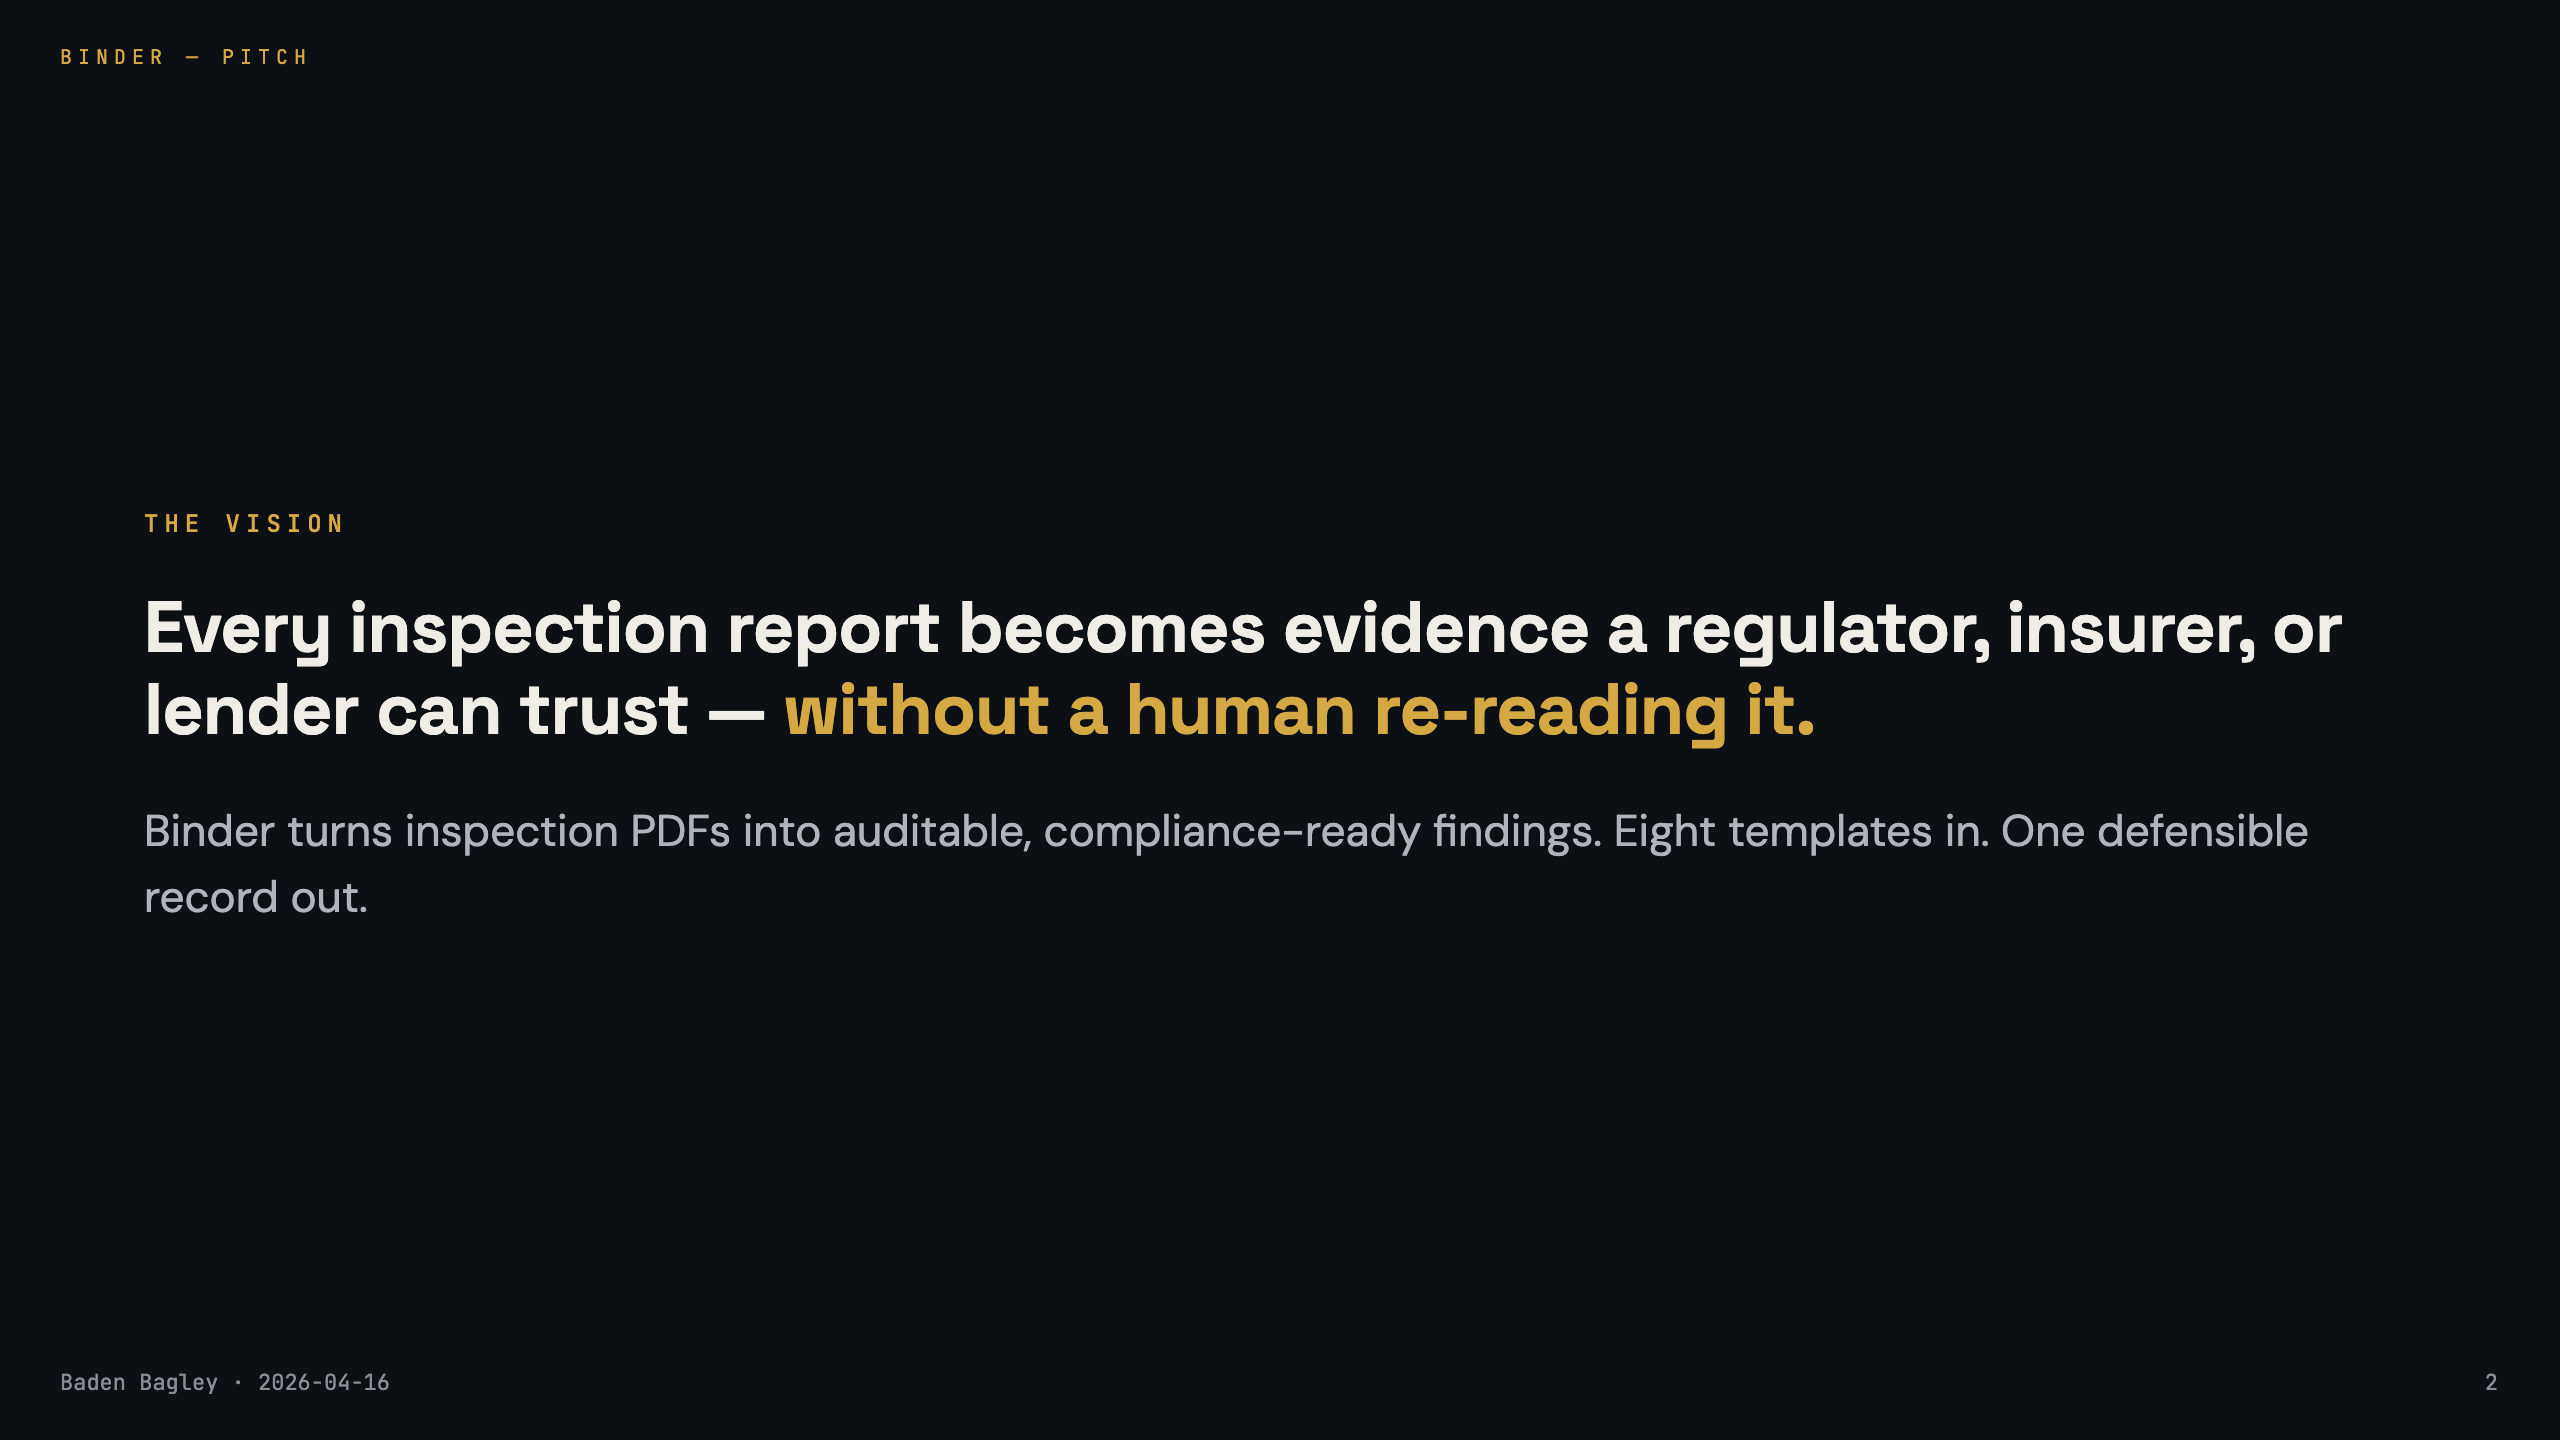 BINDER — PITCH
THE VISION
Every inspection report becomes evidence a regulator, insurer, or
lender can trust — without a human re-reading it.
Binder turns inspection PDFs into auditable, compliance-ready findings. Eight templates in. One defensible
record out.
Baden Bagley · 2026-04-16
2